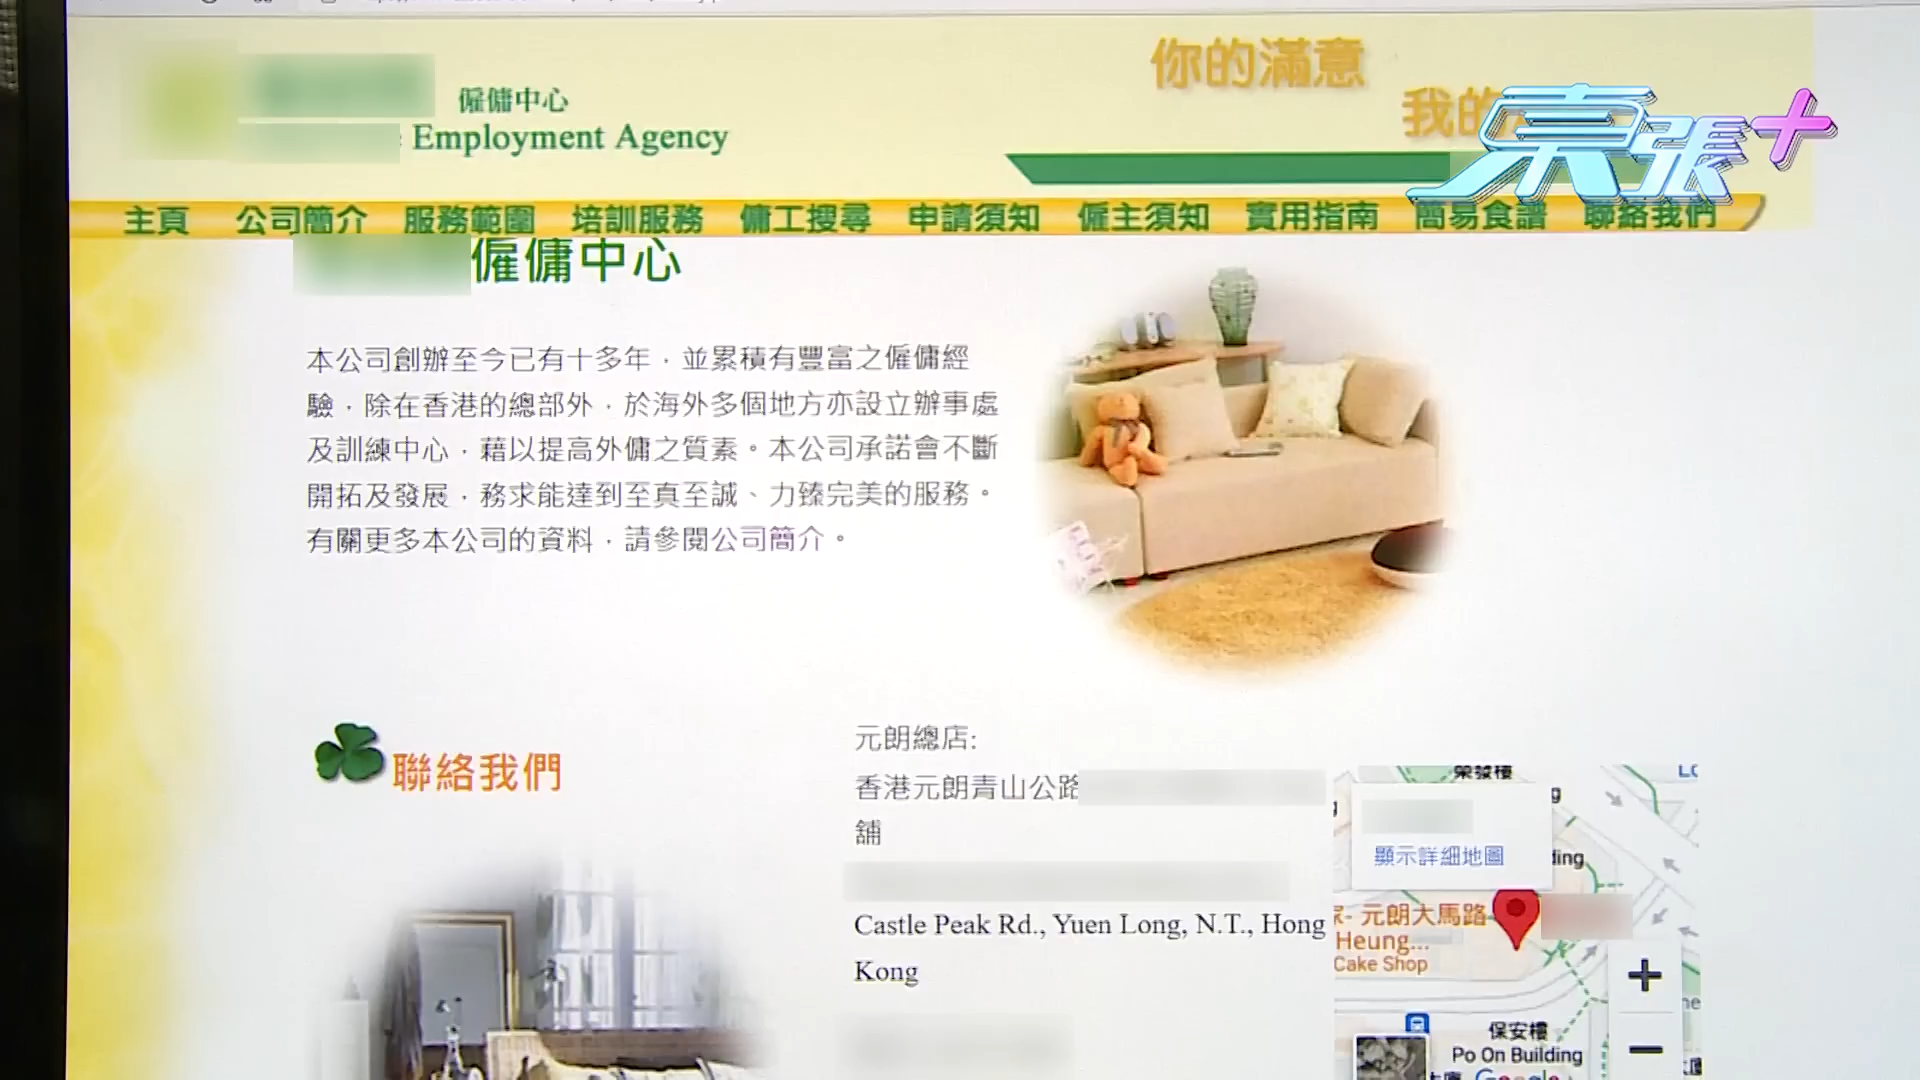 你的滿意
我的
東張+
僱傭中心
Employment Agency
主頁 公司簡介 服務範圍 培訓服務 傭工搜尋 申請須知 僱主須知 實用指南 簡易食譜 聯絡我們
僱傭中心
本公司創辦至今已有十多年，並累積有豐富之僱傭經
驗，除在香港的總部外，於海外多個地方亦設立辦事處
及訓練中心，藉以提高外傭之質素。本公司承諾會不斷
開拓及發展，務求能達到至真至誠、力臻完美的服務。
有關更多本公司的資料，請參閱公司簡介。
聯絡我們
元朗總店:
香港元朗青山公路
舖
Castle Peak Rd., Yuen Long, N.T., Hong
Kong
榮發樓
顯示詳細地圖
元朗大馬路
Heung...
Cake Shop
保安樓
Po On Building
Google